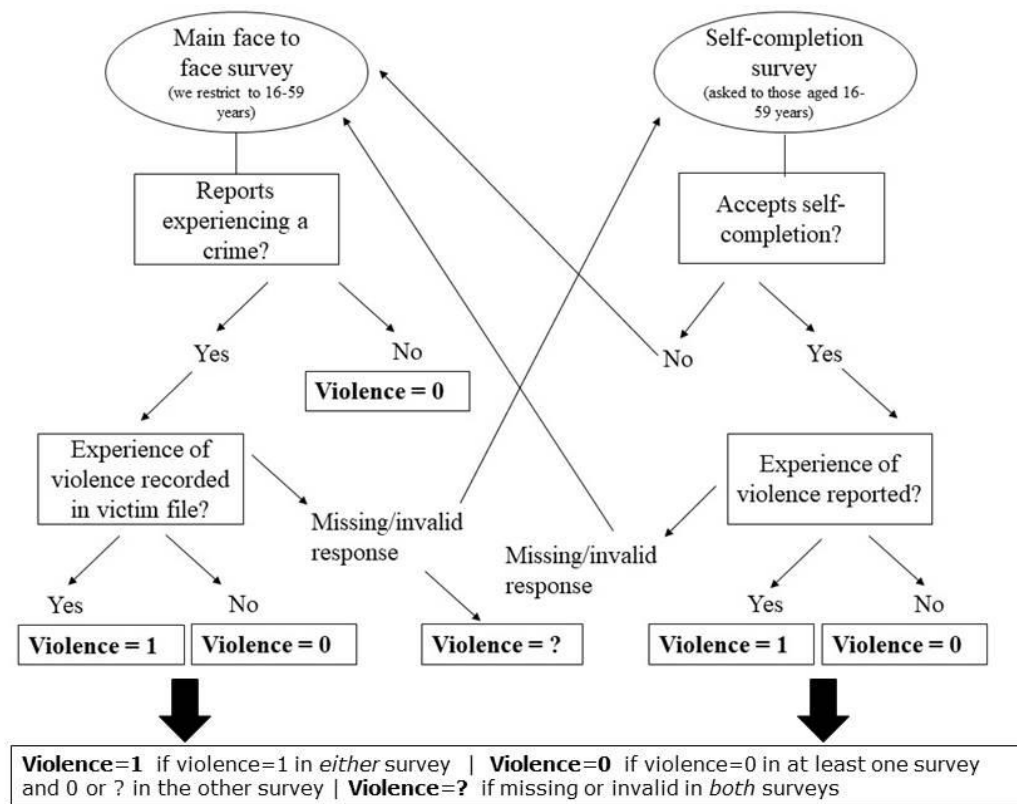 Main face to
face survey
(we restrict to 16-59
years)
Self-completion
survey
(asked to those aged 16-
59 years)
Reports
experiencing a
crime?
Accepts self-
completion?
Yes
No
Violence = 0
No
Yes
Experience of
violence recorded
in victim file?
Missing/invalid
response
Missing/invalid
response
Experience of
violence reported?
Yes
No
Violence = 1
Violence = 0
Violence = ?
Yes
No
Violence = 1
Violence = 0
Violence=1 if violence=1 in either survey | Violence=0 if violence=0 in at least one survey
and 0 or ? in the other survey | Violence=? if missing or invalid in both surveys